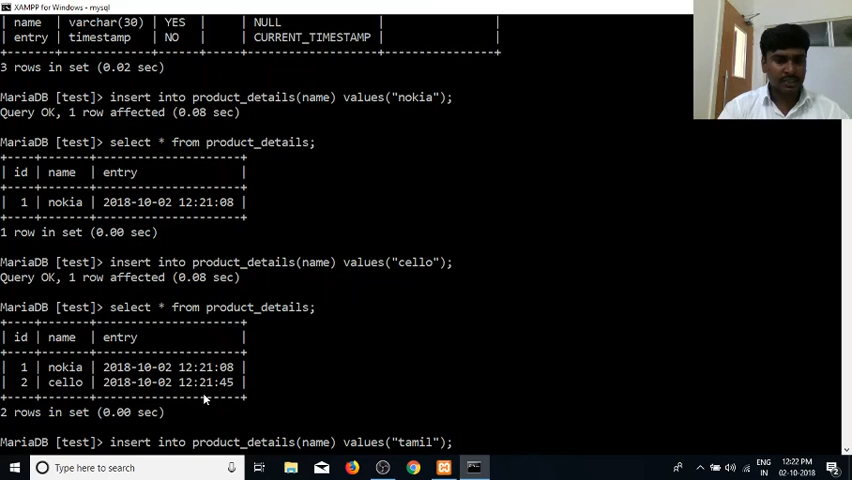 XAMPP for Windows - mysql
| name  | varchar(30) | YES  |     | NULL              |                |
| entry | timestamp   | NO   |     | CURRENT_TIMESTAMP |                |
3 rows in set (0.02 sec)
MariaDB [test]> insert into product_details(name) values("nokia");
Query OK, 1 row affected (0.08 sec)
MariaDB [test]> select * from product_details;
| id | name  | entry               |
|  1 | nokia | 2018-10-02 12:21:08 |
1 row in set (0.00 sec)
MariaDB [test]> insert into product_details(name) values("cello");
Query OK, 1 row affected (0.08 sec)
MariaDB [test]> select * from product_details;
| id | name  | entry               |
|  1 | nokia | 2018-10-02 12:21:08 |
|  2 | cello | 2018-10-02 12:21:45 |
2 rows in set (0.00 sec)
MariaDB [test]> insert into product_details(name) values("tamil");
Type here to search
ENG 12:22 PM
IN 02-10-2018
2